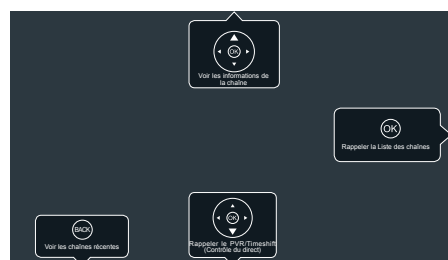 OK
Voir les informations de
la chaîne
OK
Rappeler la Liste des chaînes
OK
Rappeler le PVR/Timeshift
(Contrôle du direct)
BACK
Voir les chaînes récentes